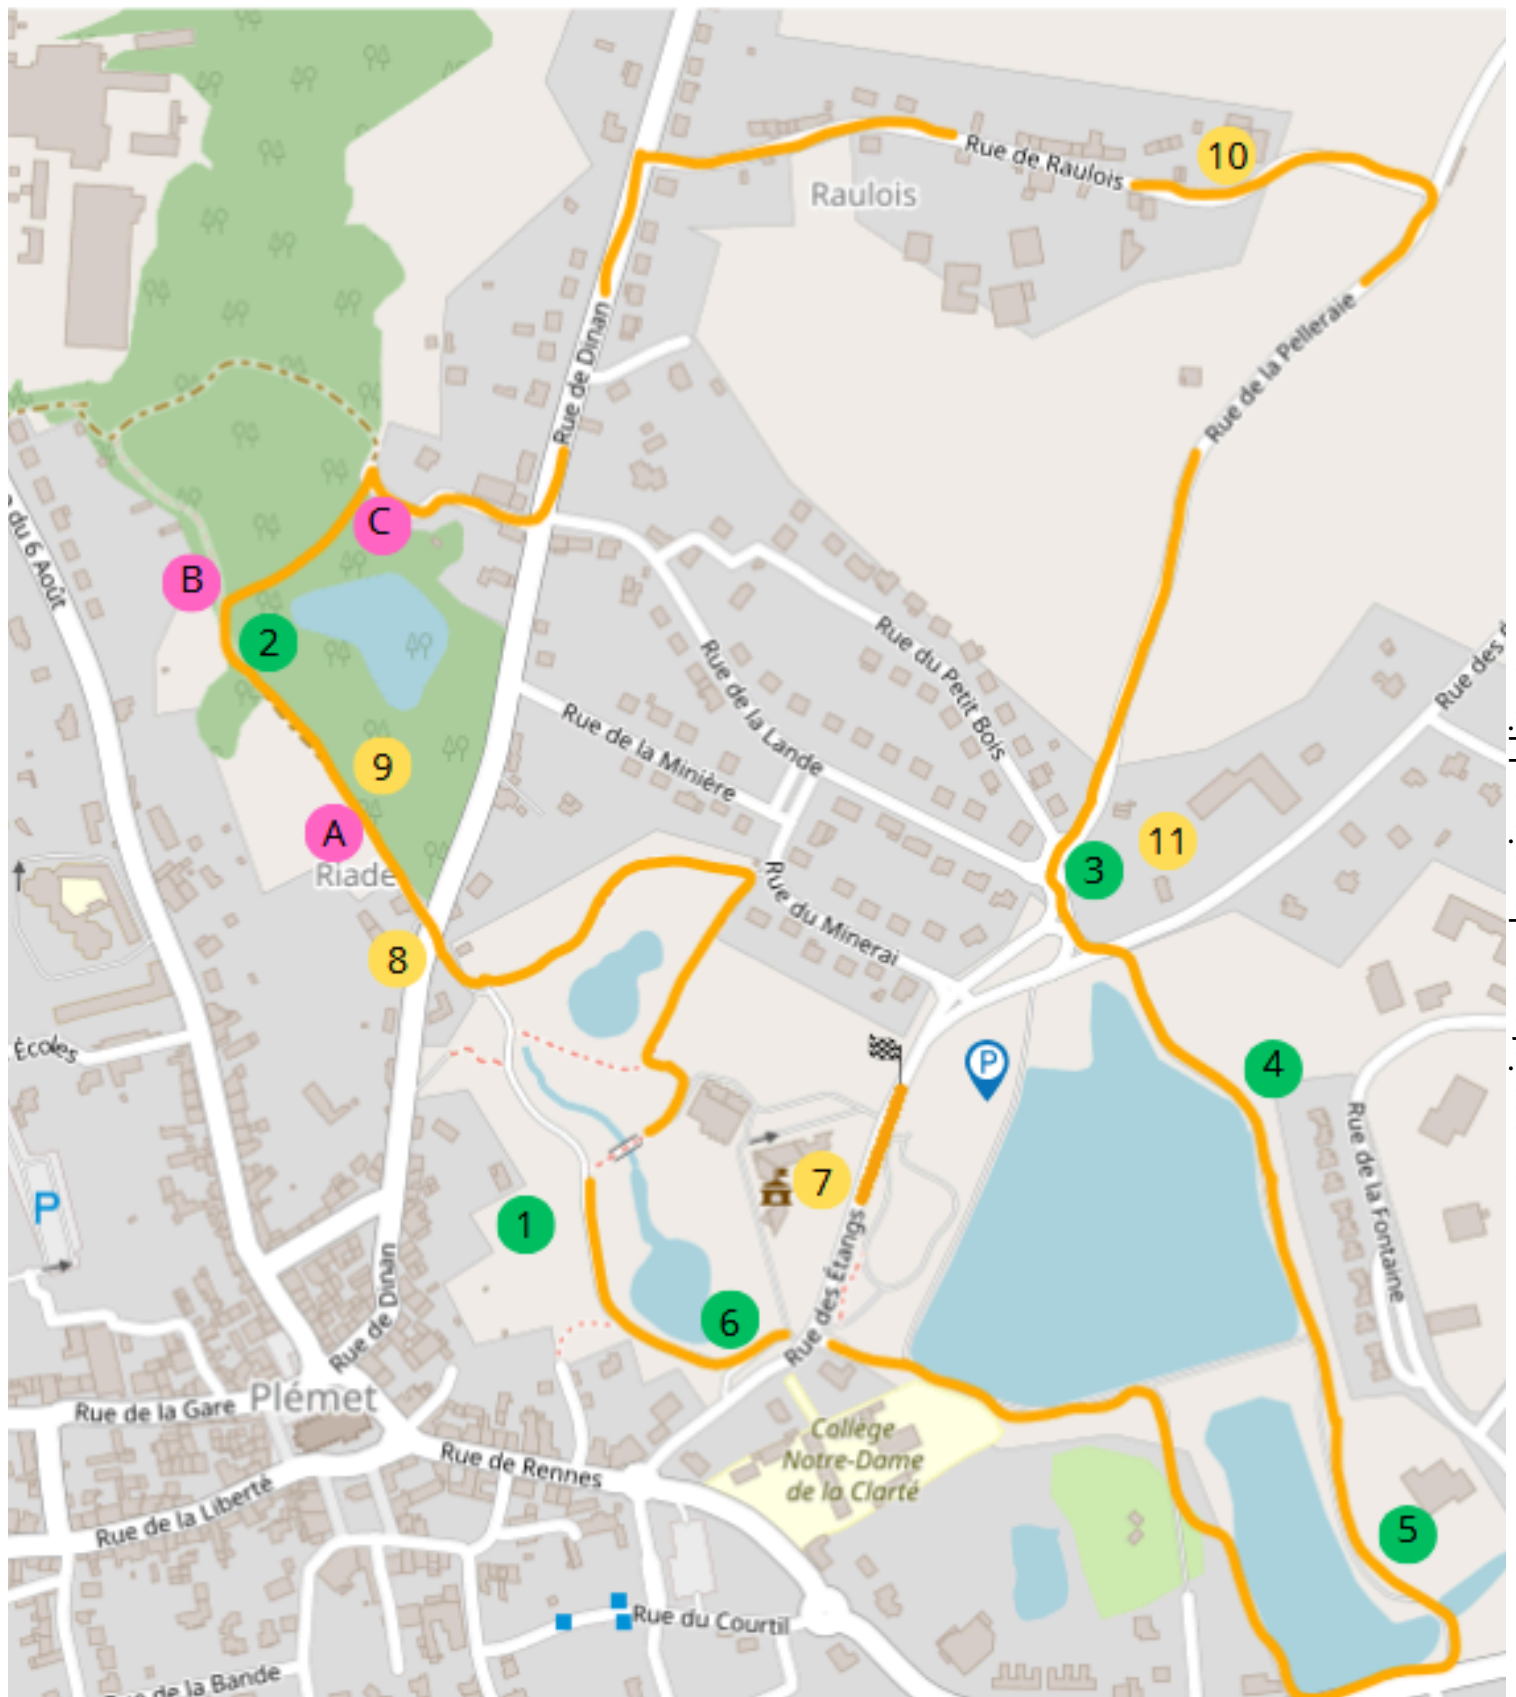 Rue de Raulois
10
Raulois
Rue de la Pelleraie
Rue de Dinan
C
B
2
du 6 Août
Rue du Petit Bois
Rue de la Lande
Rue de la Minière
Rue des
9
A
Riade
11
3
Rue du Minerai
8
Écoles
P
4
Rue de la Fontaine
P
7
1
Rue des Étangs
6
Rue de Dinan
Plémet
Rue de la Gare
Collège
Notre-Dame
de la Clarté
Rue de Rennes
Rue de la Liberté
5
Rue du Courtil
de la Bande